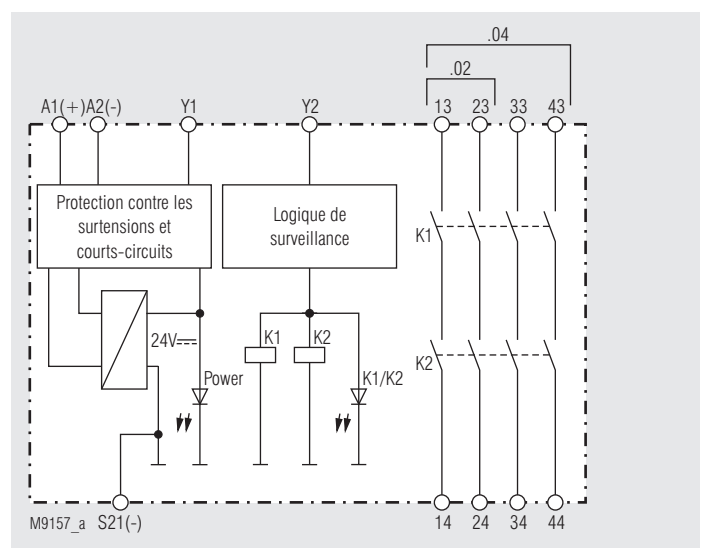 .04
.02
A1(+) A2(-) Y1 Y2 13 23 33 43
Protection contre les
surtensions et
courts-circuits
Logique de
surveillance
K1
24V
K1 K2
K2
Power
K1/K2
M9157_a S21(-) 14 24 34 44